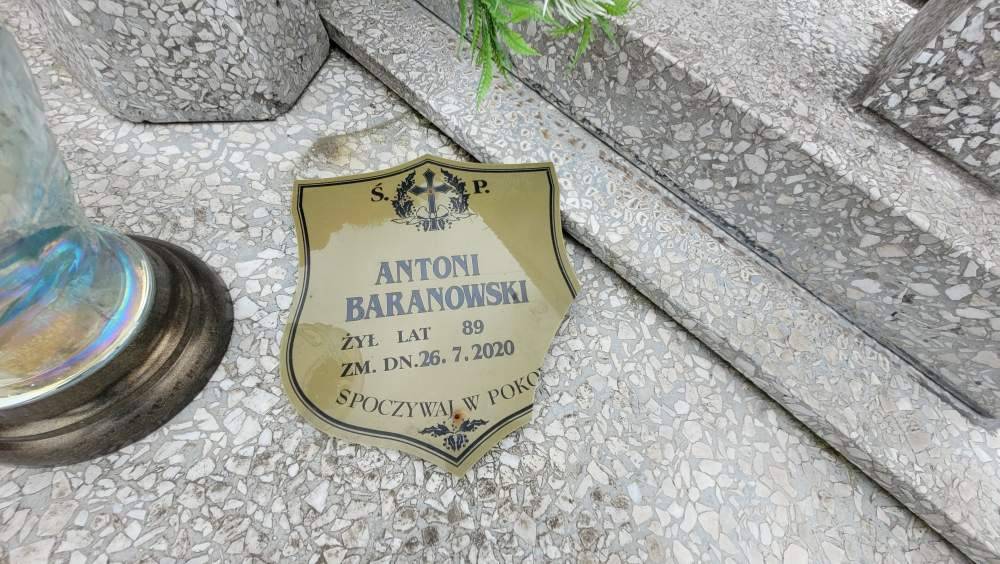 Ś. P.
ANTONI
BARANOWSKI
ŻYŁ LAT 89
ZM. DN. 26. 7. 2020
SPOCZYWAJ W POKO